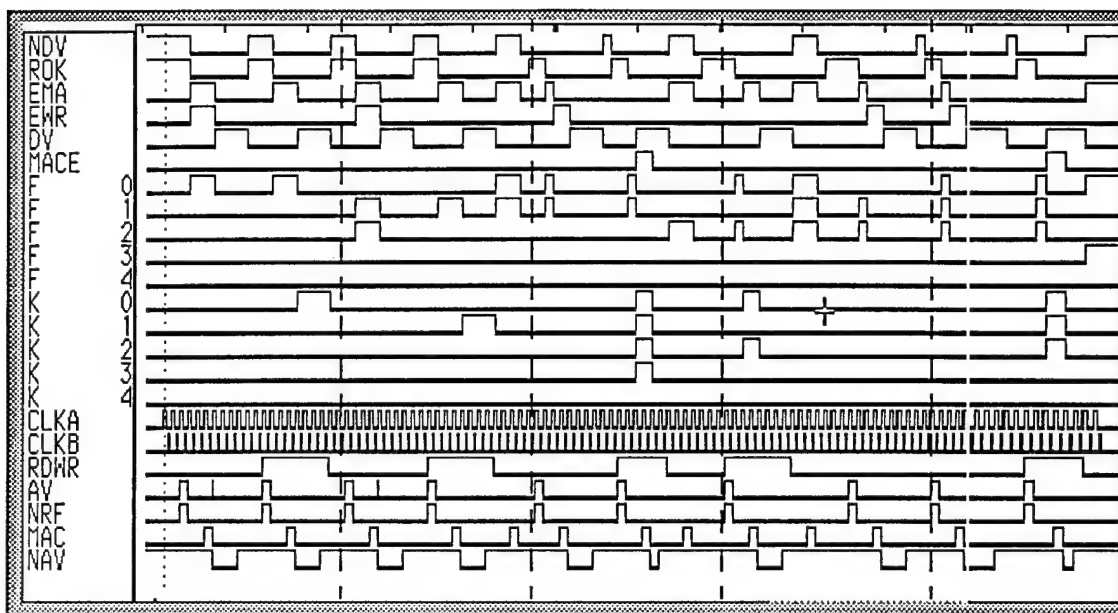 NDV
ROK
EMA
EWR
DV
MACE
F 0
F 1
F 2
F 3
F 4
K 0
K 1
K 2
K 3
K 4
CLKA
CLKB
RDWR
AV
NRF
MAC
NAV